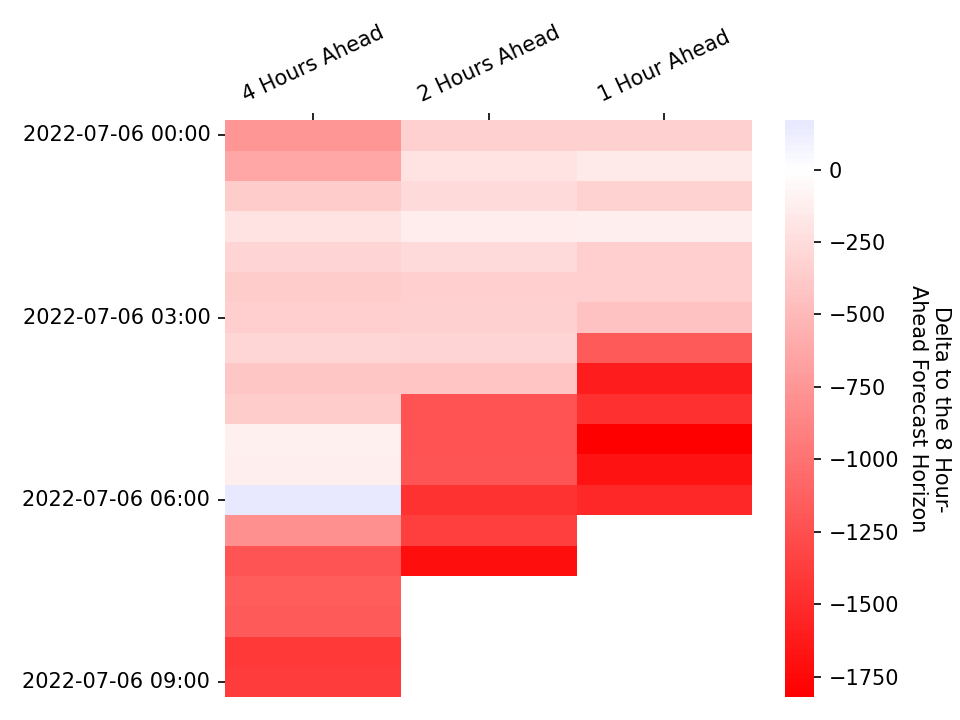 4 Hours Ahead
2 Hours Ahead
1 Hour Ahead
2022-07-06 00:00
2022-07-06 03:00
2022-07-06 06:00
2022-07-06 09:00
0
−250
−500
−750
−1000
−1250
−1500
−1750
Delta to the 8 Hour-
Ahead Forecast Horizon